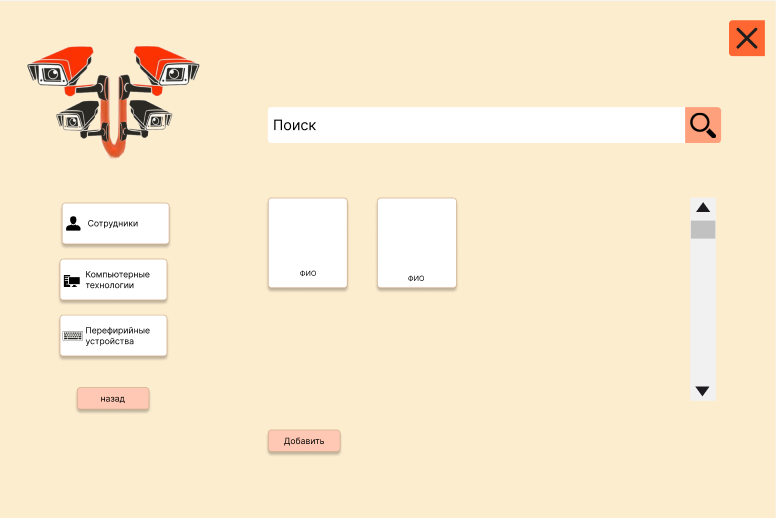 Поиск
Сотрудники
Компьютерные
технологии
Перефирийные
устройства
назад
ФИО
ФИО
Добавить